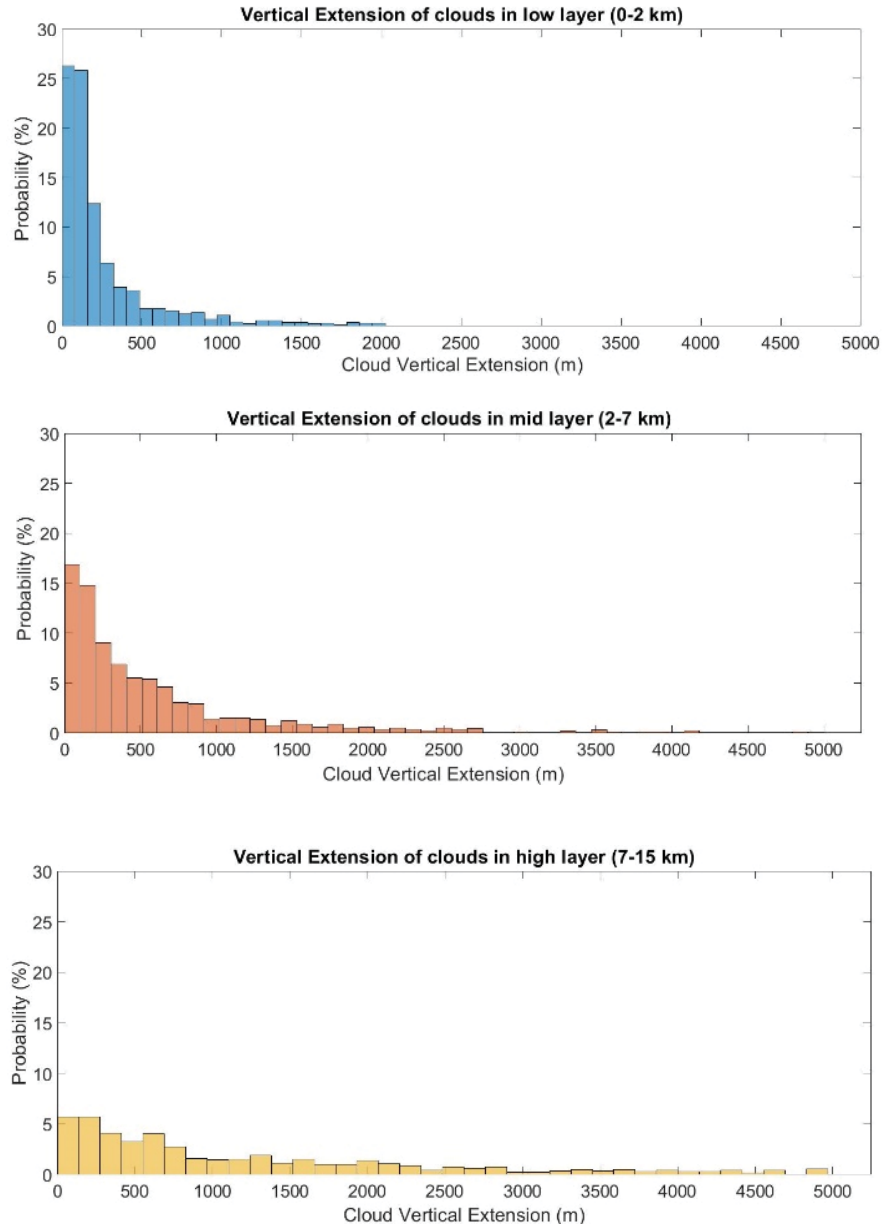 Vertical Extension of clouds in low layer (0-2 km)
30
25
20
15
10
5
0
Probability (%)
0 500 1000 1500 2000 2500 3000 3500 4000 4500 5000
Cloud Vertical Extension (m)
Vertical Extension of clouds in mid layer (2-7 km)
30
25
20
15
10
5
0
Probability (%)
0 500 1000 1500 2000 2500 3000 3500 4000 4500 5000
Cloud Vertical Extension (m)
Vertical Extension of clouds in high layer (7-15 km)
30
25
20
15
10
5
0
Probability (%)
0 500 1000 1500 2000 2500 3000 3500 4000 4500 5000
Cloud Vertical Extension (m)